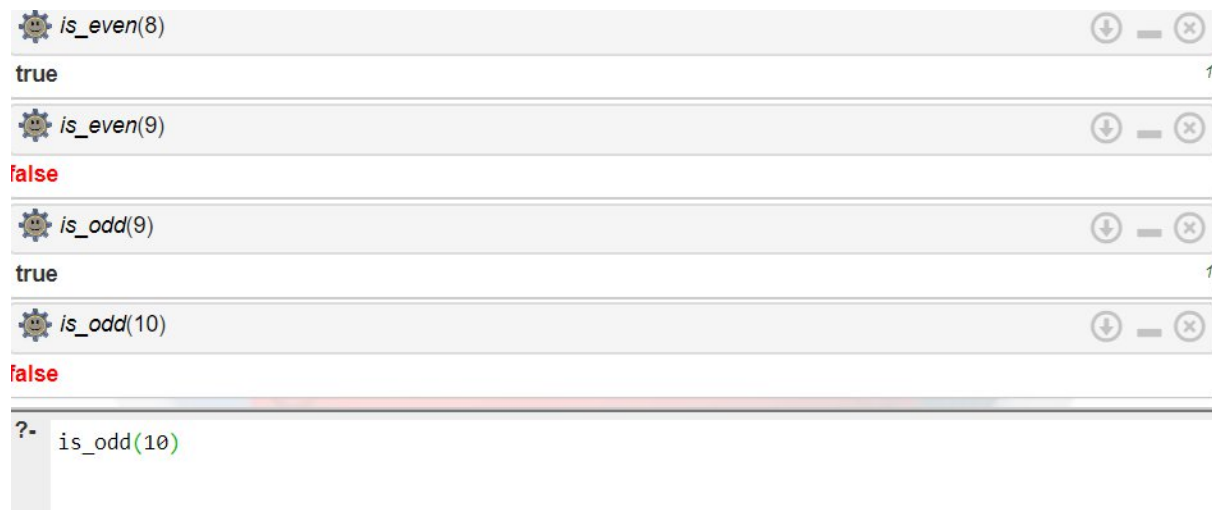 is_even(8)
true 1
is_even(9)
false
is_odd(9)
true 1
is_odd(10)
false
?- is_odd(10)